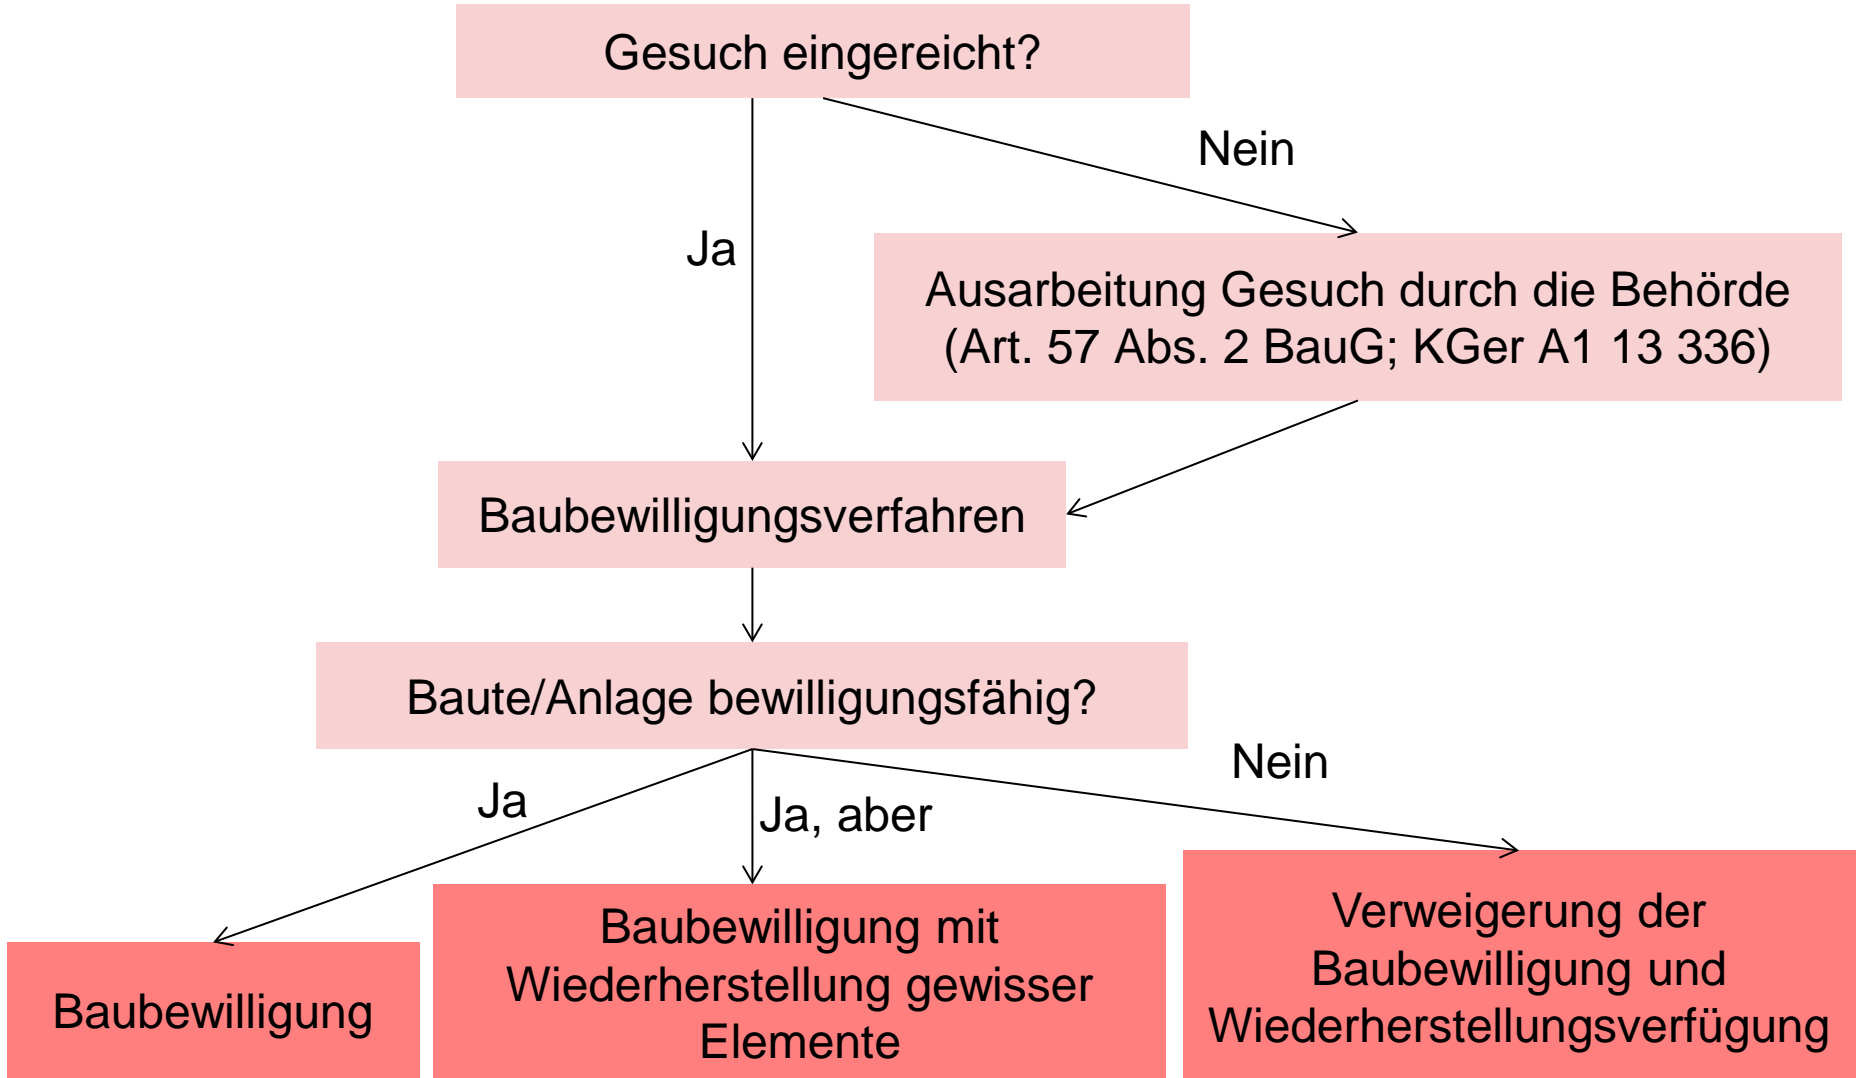 Gesuch eingereicht?
Nein
Ja
Ausarbeitung Gesuch durch die Behörde
(Art. 57 Abs. 2 BauG; KGer A1 13 336)
Baubewilligungsverfahren
Baute/Anlage bewilligungsfähig?
Nein
Ja
Ja, aber
Baubewilligung
Baubewilligung mit
Wiederherstellung gewisser
Elemente
Verweigerung der
Baubewilligung und
Wiederherstellungsverfügung